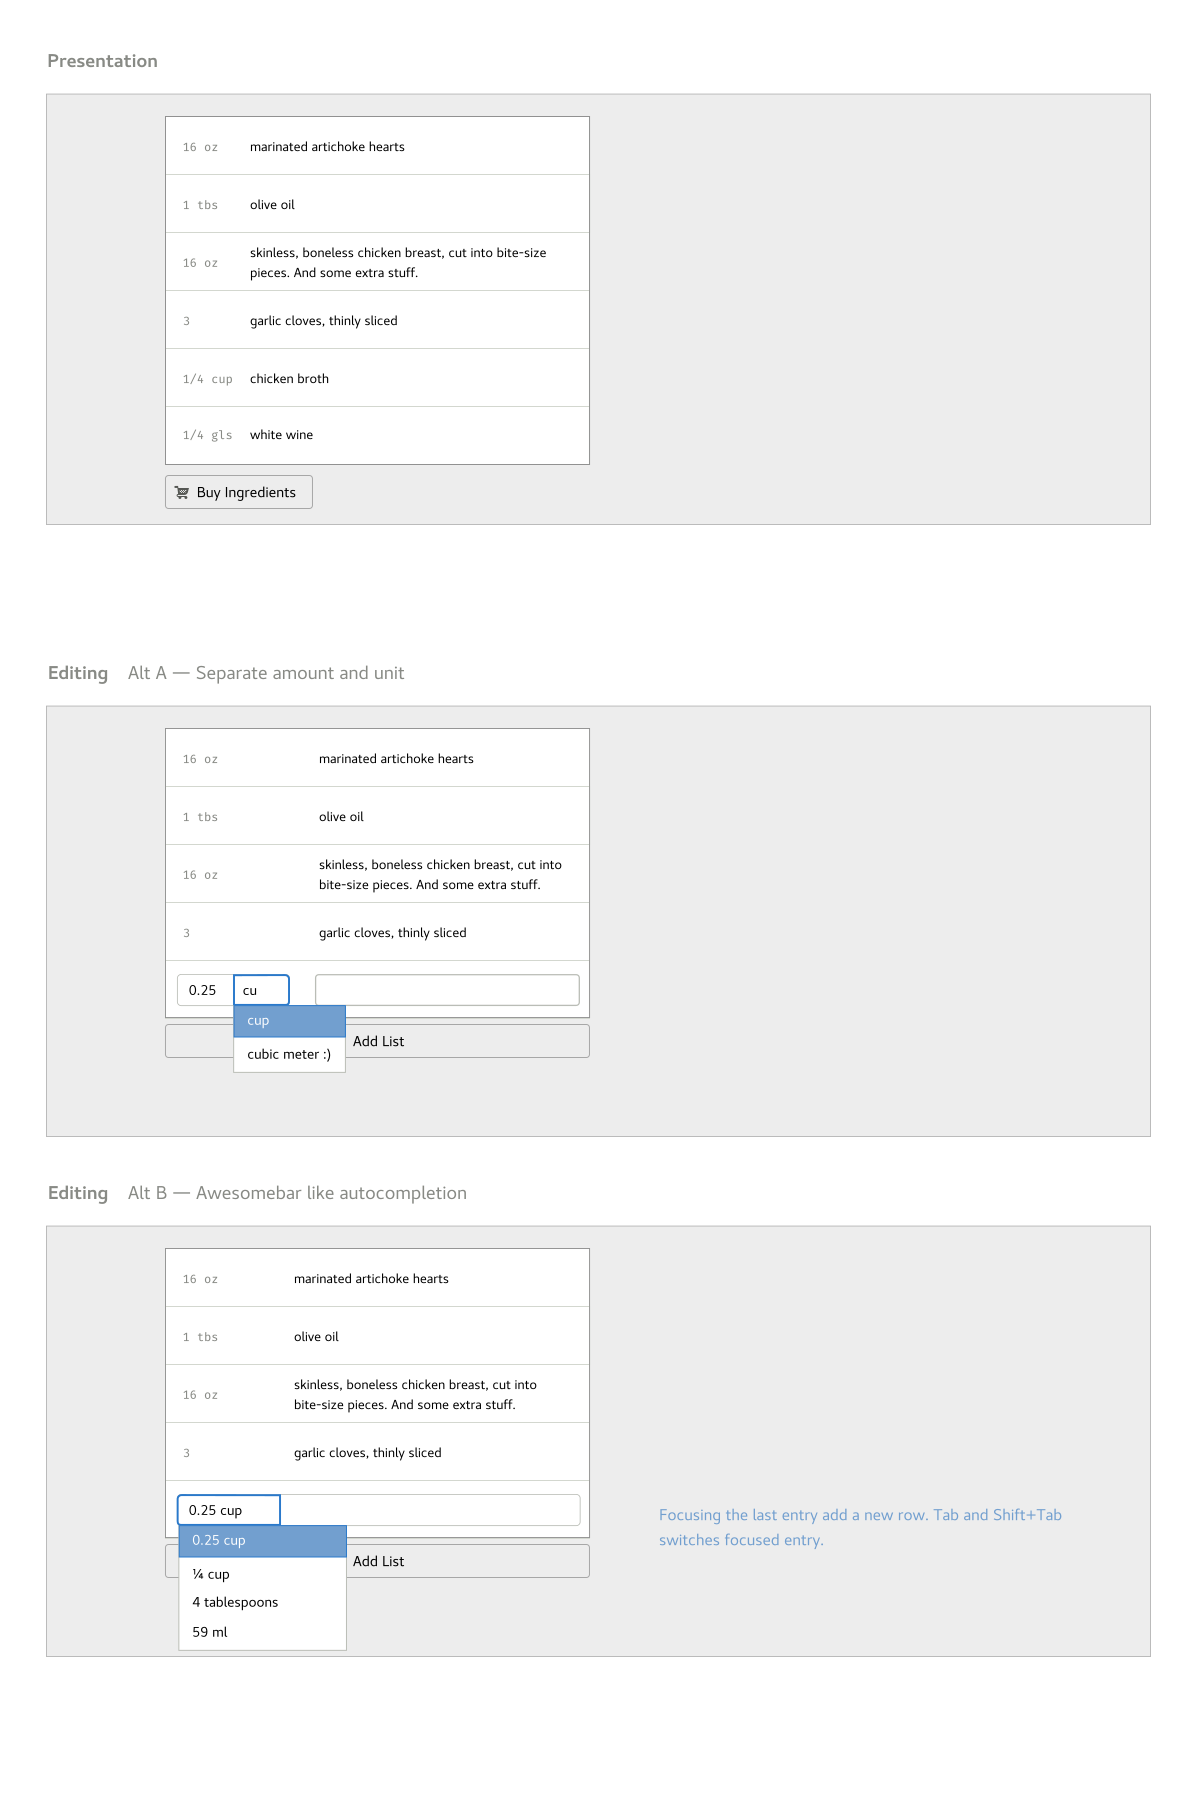 Presentation
16 oz marinated artichoke hearts
1 tbs olive oil
16 oz skinless, boneless chicken breast, cut into bite-size
pieces. And some extra stuff.
3 garlic cloves, thinly sliced
1/4 cup chicken broth
1/4 gls white wine
Buy Ingredients
Editing Alt A — Separate amount and unit
16 oz marinated artichoke hearts
1 tbs olive oil
16 oz skinless, boneless chicken breast, cut into
bite-size pieces. And some extra stuff.
3 garlic cloves, thinly sliced
0.25 cu
cup
Add List
cubic meter :)
Editing Alt B — Awesomebar like autocompletion
16 oz marinated artichoke hearts
1 tbs olive oil
16 oz skinless, boneless chicken breast, cut into
bite-size pieces. And some extra stuff.
3 garlic cloves, thinly sliced
0.25 cup
0.25 cup
Add List
¼ cup
4 tablespoons
59 ml
Focusing the last entry add a new row. Tab and Shift+Tab
switches focused entry.